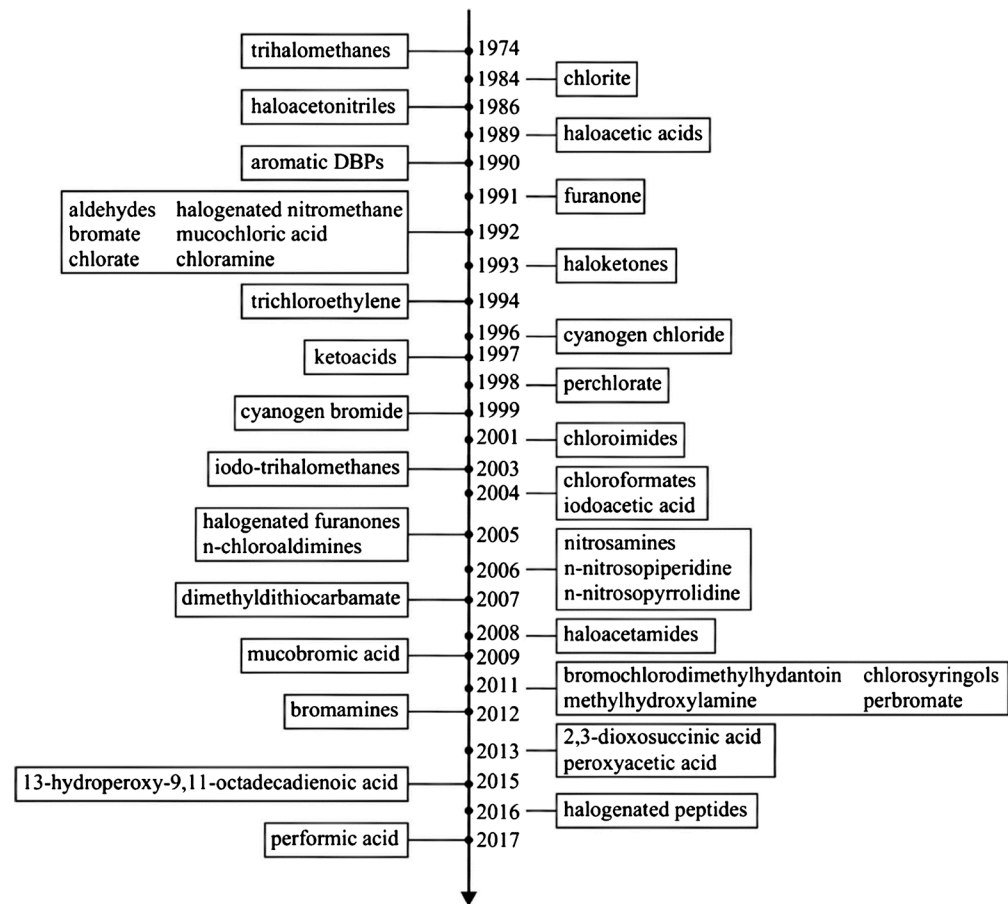 trihalomethanes
1974
1984
chlorite
haloacetonitriles
1986
1989
haloacetic acids
aromatic DBPs
1990
1991
furanone
aldehydes halogenated nitromethane
bromate mucochloric acid
chlorate chloramine
1992
1993
haloketones
trichloroethylene
1994
1996
cyanogen chloride
ketoacids
1997
1998
perchlorate
cyanogen bromide
1999
2001
chloroimides
iodo-trihalomethanes
2003
2004
chloroformates
iodoacetic acid
halogenated furanones
n-chloroaldimines
2005
2006
nitrosamines
n-nitrosopiperidine
n-nitrosopyrrolidine
dimethyldithiocarbamate
2007
2008
haloacetamides
mucobromic acid
2009
2011
bromochlorodimethylhydantoin chlorosyringols
methylhydroxylamine perbromate
bromamines
2012
2013
2,3-dioxosuccinic acid
peroxyacetic acid
13-hydroperoxy-9,11-octadecadienoic acid
2015
2016
halogenated peptides
performic acid
2017